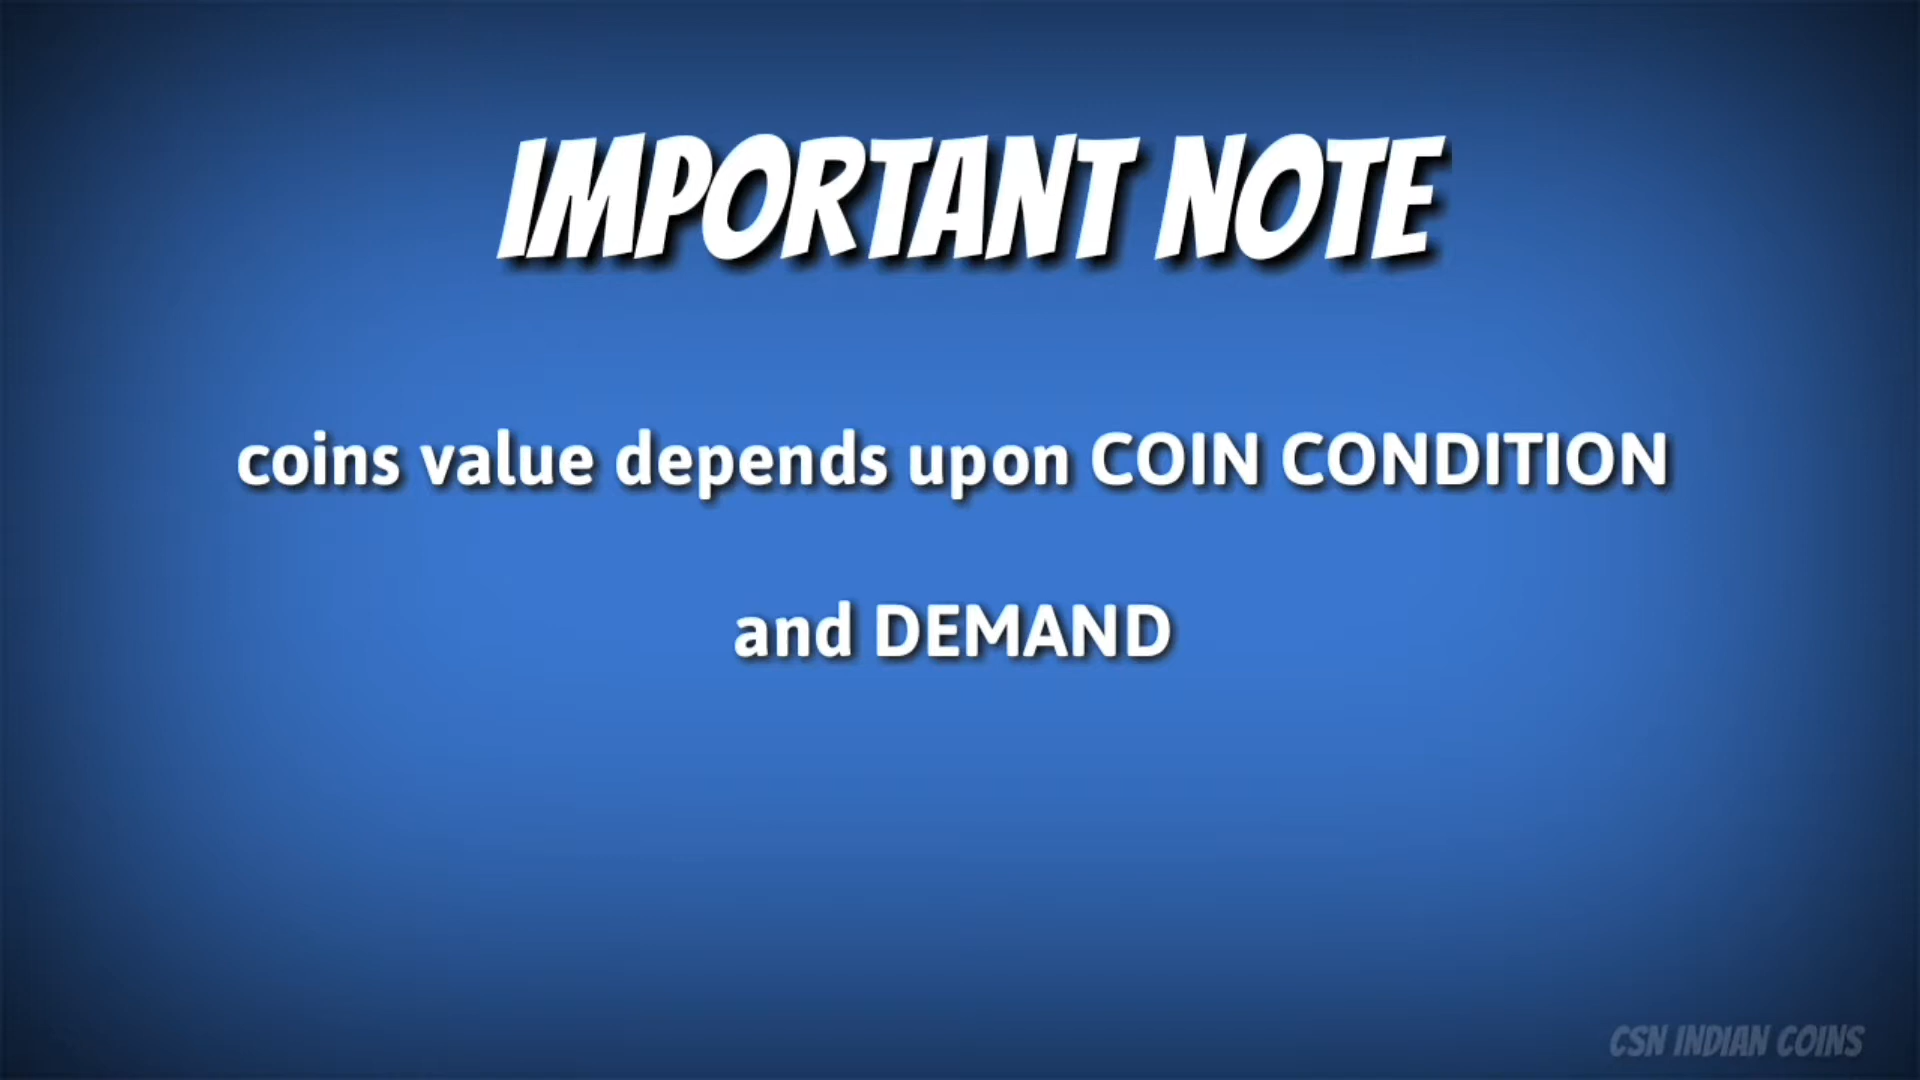 IMPORTANT NOTE
coins value depends upon COIN CONDITION
and DEMAND
CSN INDIAN COINS